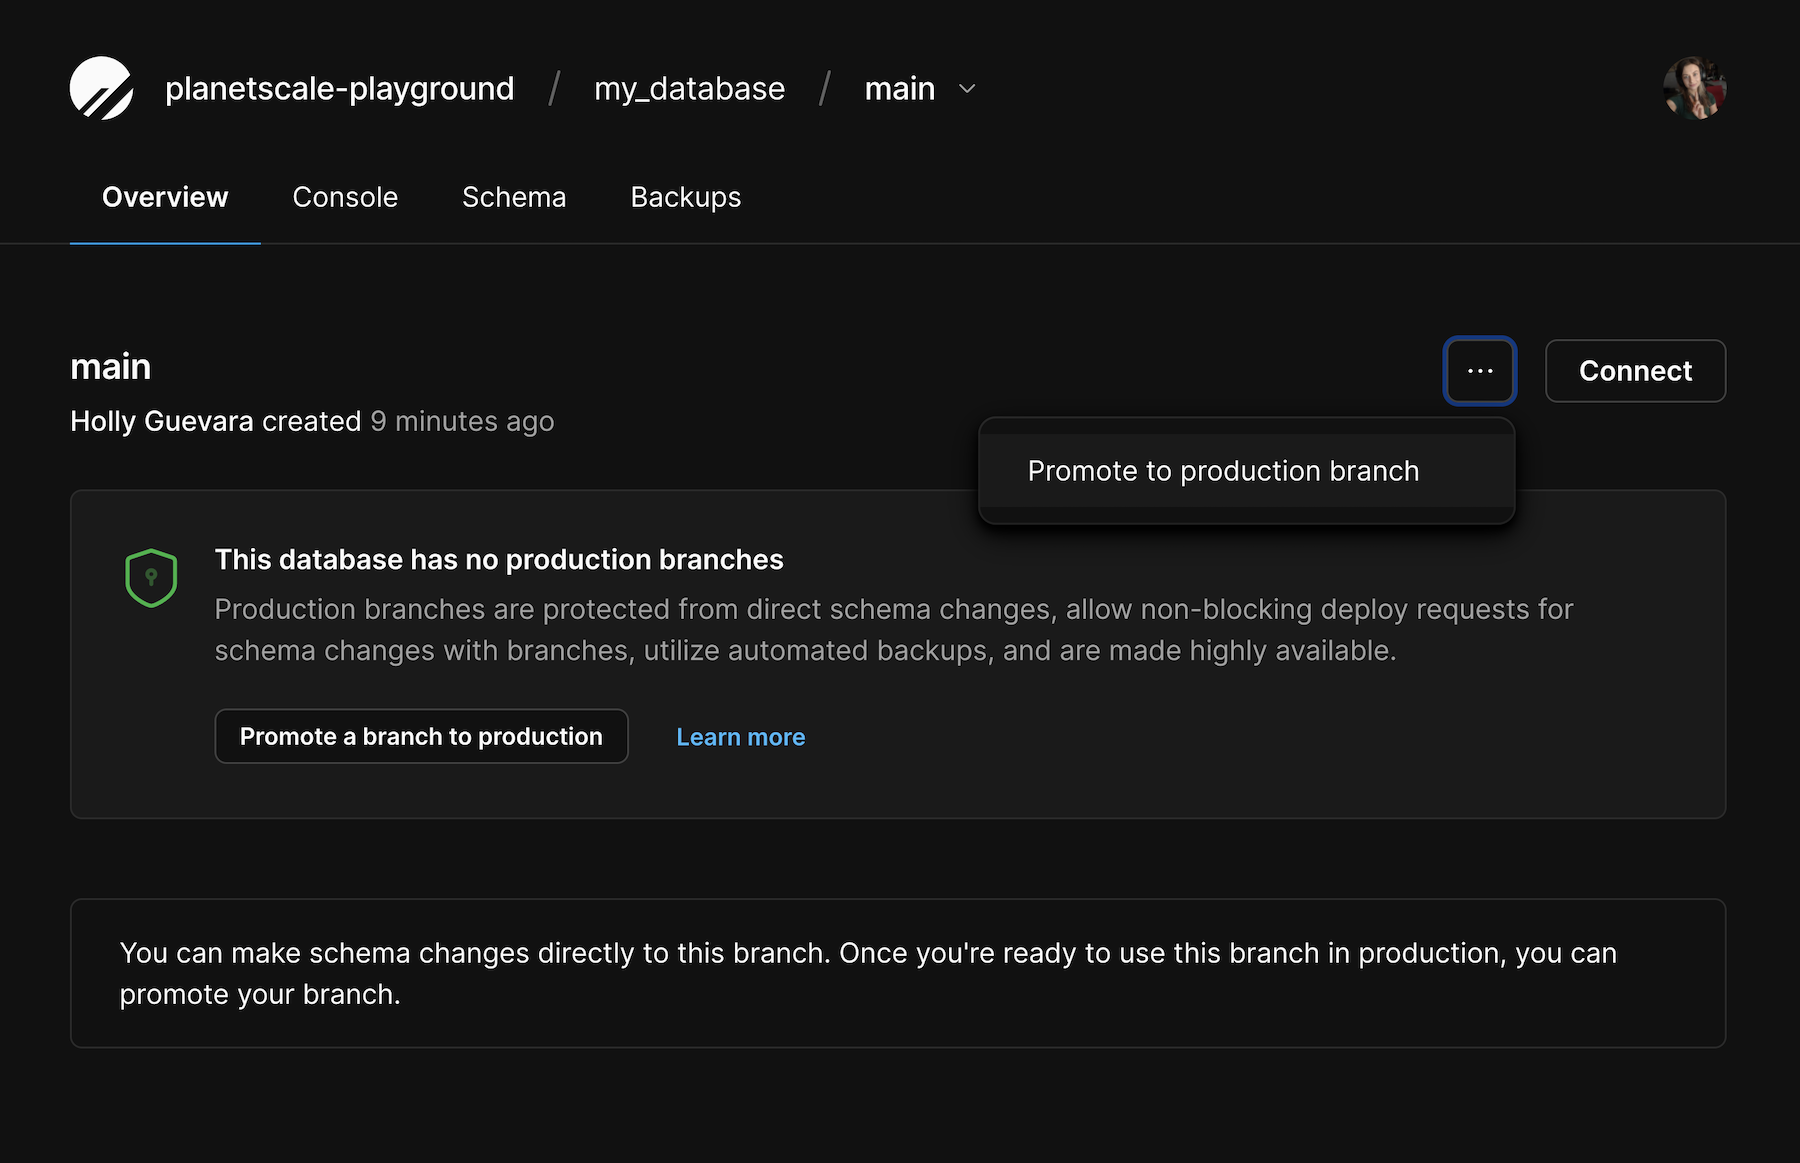 planetscale-playground / my_database / main
Overview Console Schema Backups
main
... Connect
Holly Guevara created 9 minutes ago
Promote to production branch
This database has no production branches
Production branches are protected from direct schema changes, allow non-blocking deploy requests for
schema changes with branches, utilize automated backups, and are made highly available.
Promote a branch to production Learn more
You can make schema changes directly to this branch. Once you're ready to use this branch in production, you can
promote your branch.